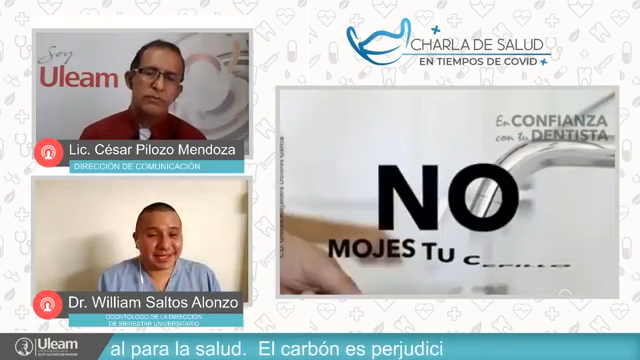 Soy
Uleam
Lic. César Pilozo Mendoza
DIRECCIÓN DE COMUNICACIÓN
Dr. William Saltos Alonzo
ODONTÓLOGO DE LA DIRECCIÓN
DE BIENESTAR UNIVERSITARIO
CHARLA DE SALUD
EN TIEMPOS DE COVID
En CONFIANZA
con tu DENTISTA
NO
MOJES TU CEPILLO
Uleam
al para la salud. El carbón es perjudici